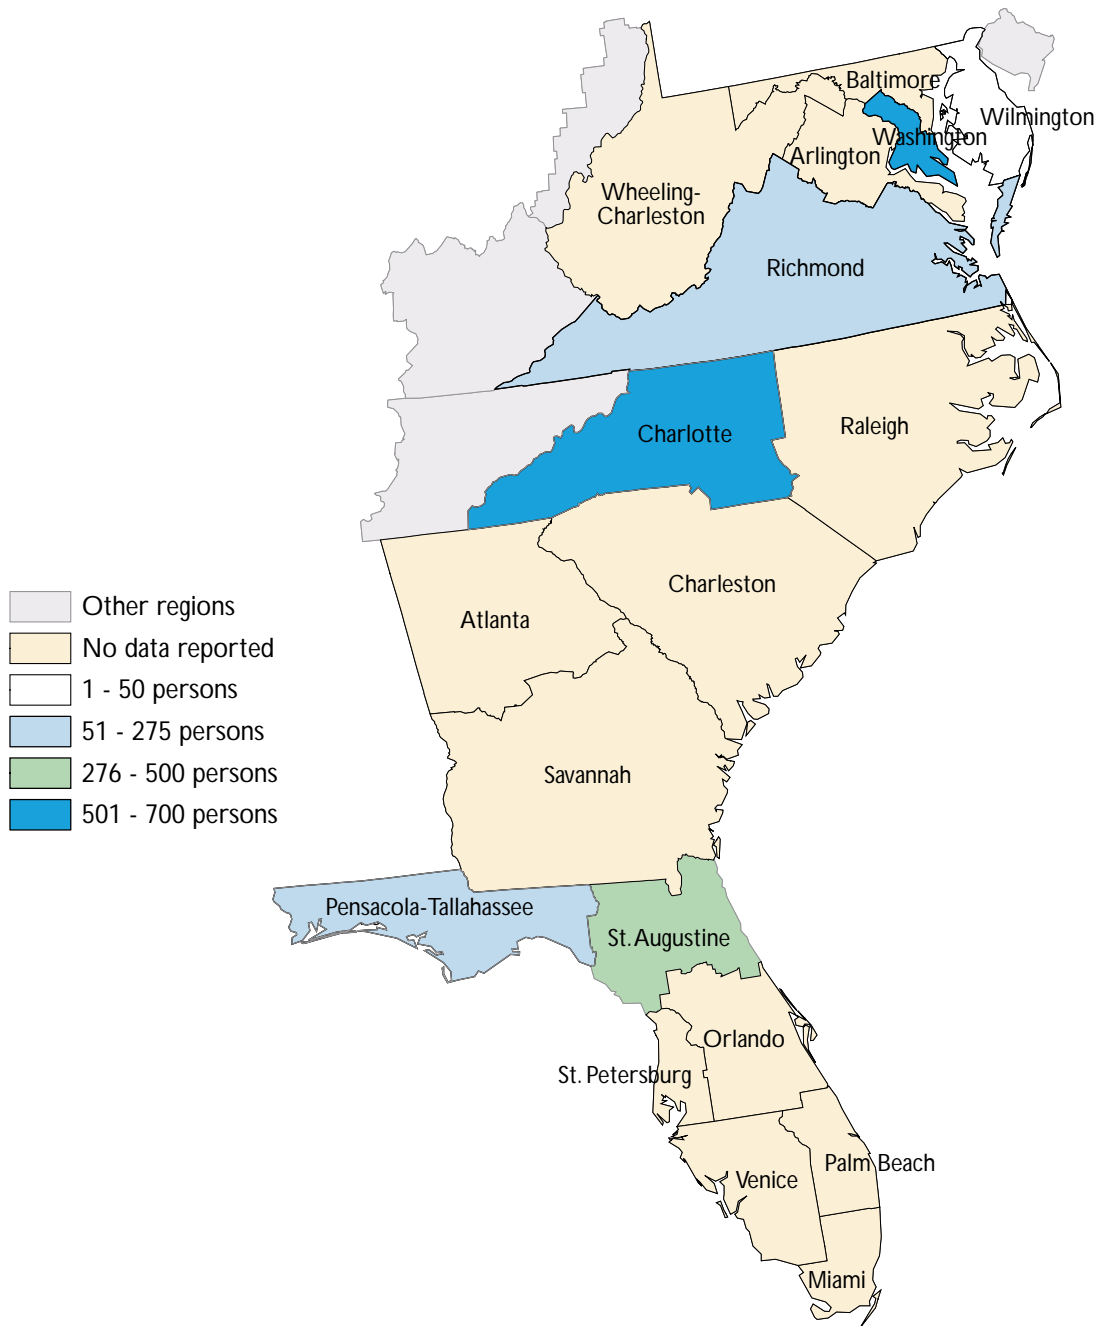 Baltimore
Wilmington
Washington
Arlington
Wheeling-
Charleston
Richmond
Raleigh
Charlotte
Charleston
Atlanta
Savannah
Other regions
No data reported
1 - 50 persons
51 - 275 persons
276 - 500 persons
501 - 700 persons
Pensacola-Tallahassee
St. Augustine
Orlando
St. Petersburg
Palm Beach
Venice
Miami